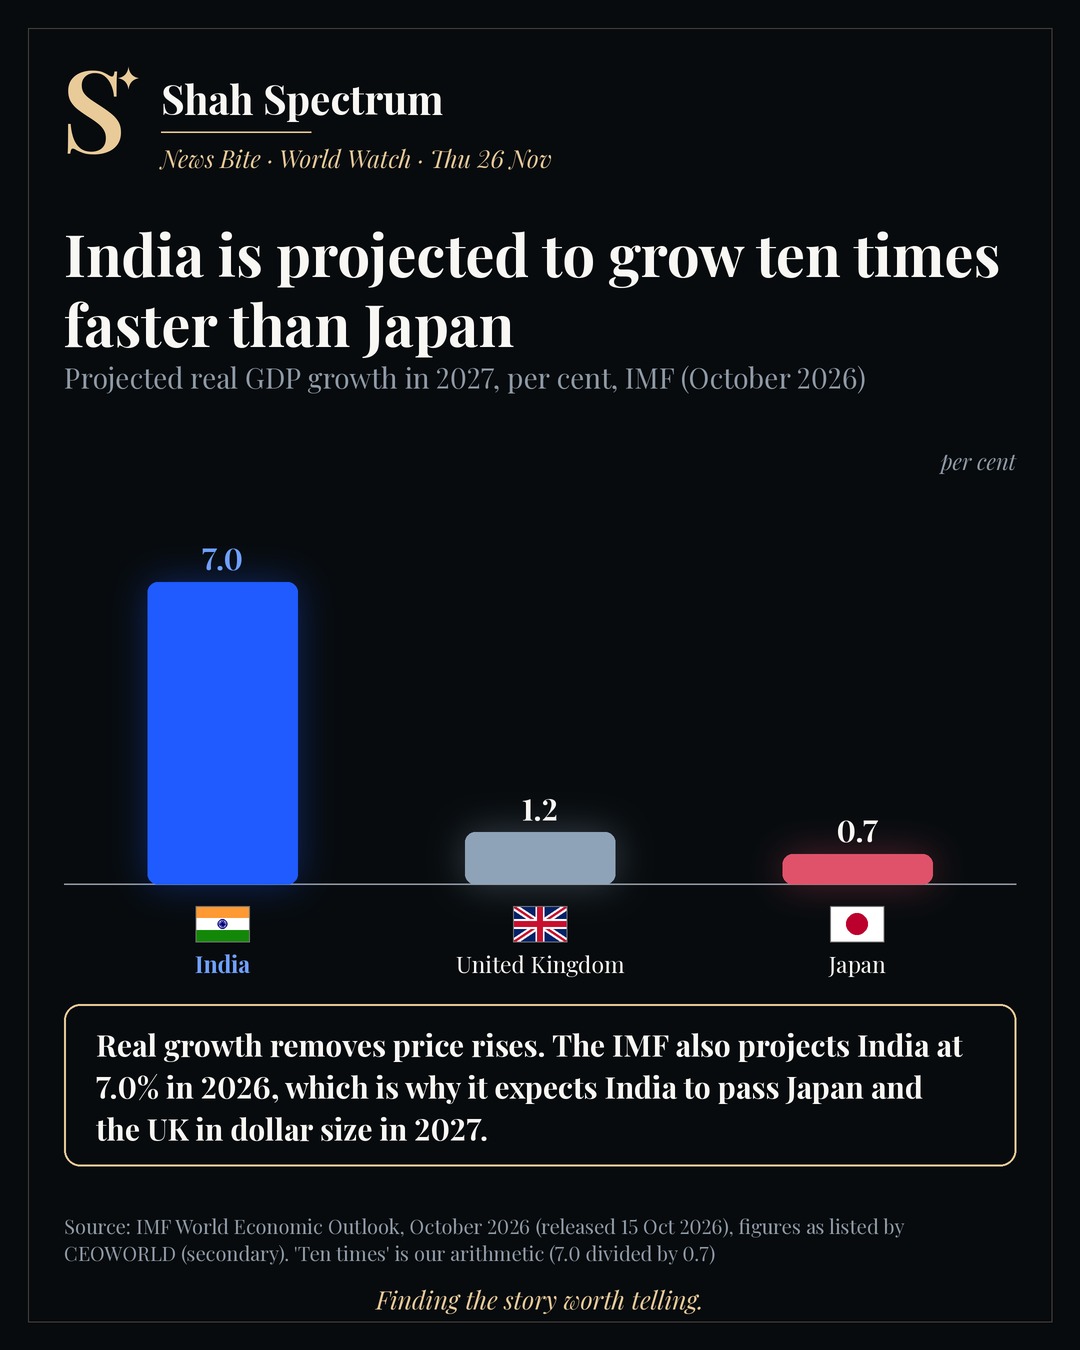 S
Shah Spectrum
News Bite · World Watch · Thu 26 Nov
India is projected to grow ten times
faster than Japan
Projected real GDP growth in 2027, per cent, IMF (October 2026)
per cent
7.0
1.2
0.7
India
United Kingdom
Japan
Real growth removes price rises. The IMF also projects India at
7.0% in 2026, which is why it expects India to pass Japan and
the UK in dollar size in 2027.
Source: IMF World Economic Outlook, October 2026 (released 15 Oct 2026), figures as listed by
CEOWORLD (secondary). 'Ten times' is our arithmetic (7.0 divided by 0.7)
Finding the story worth telling.